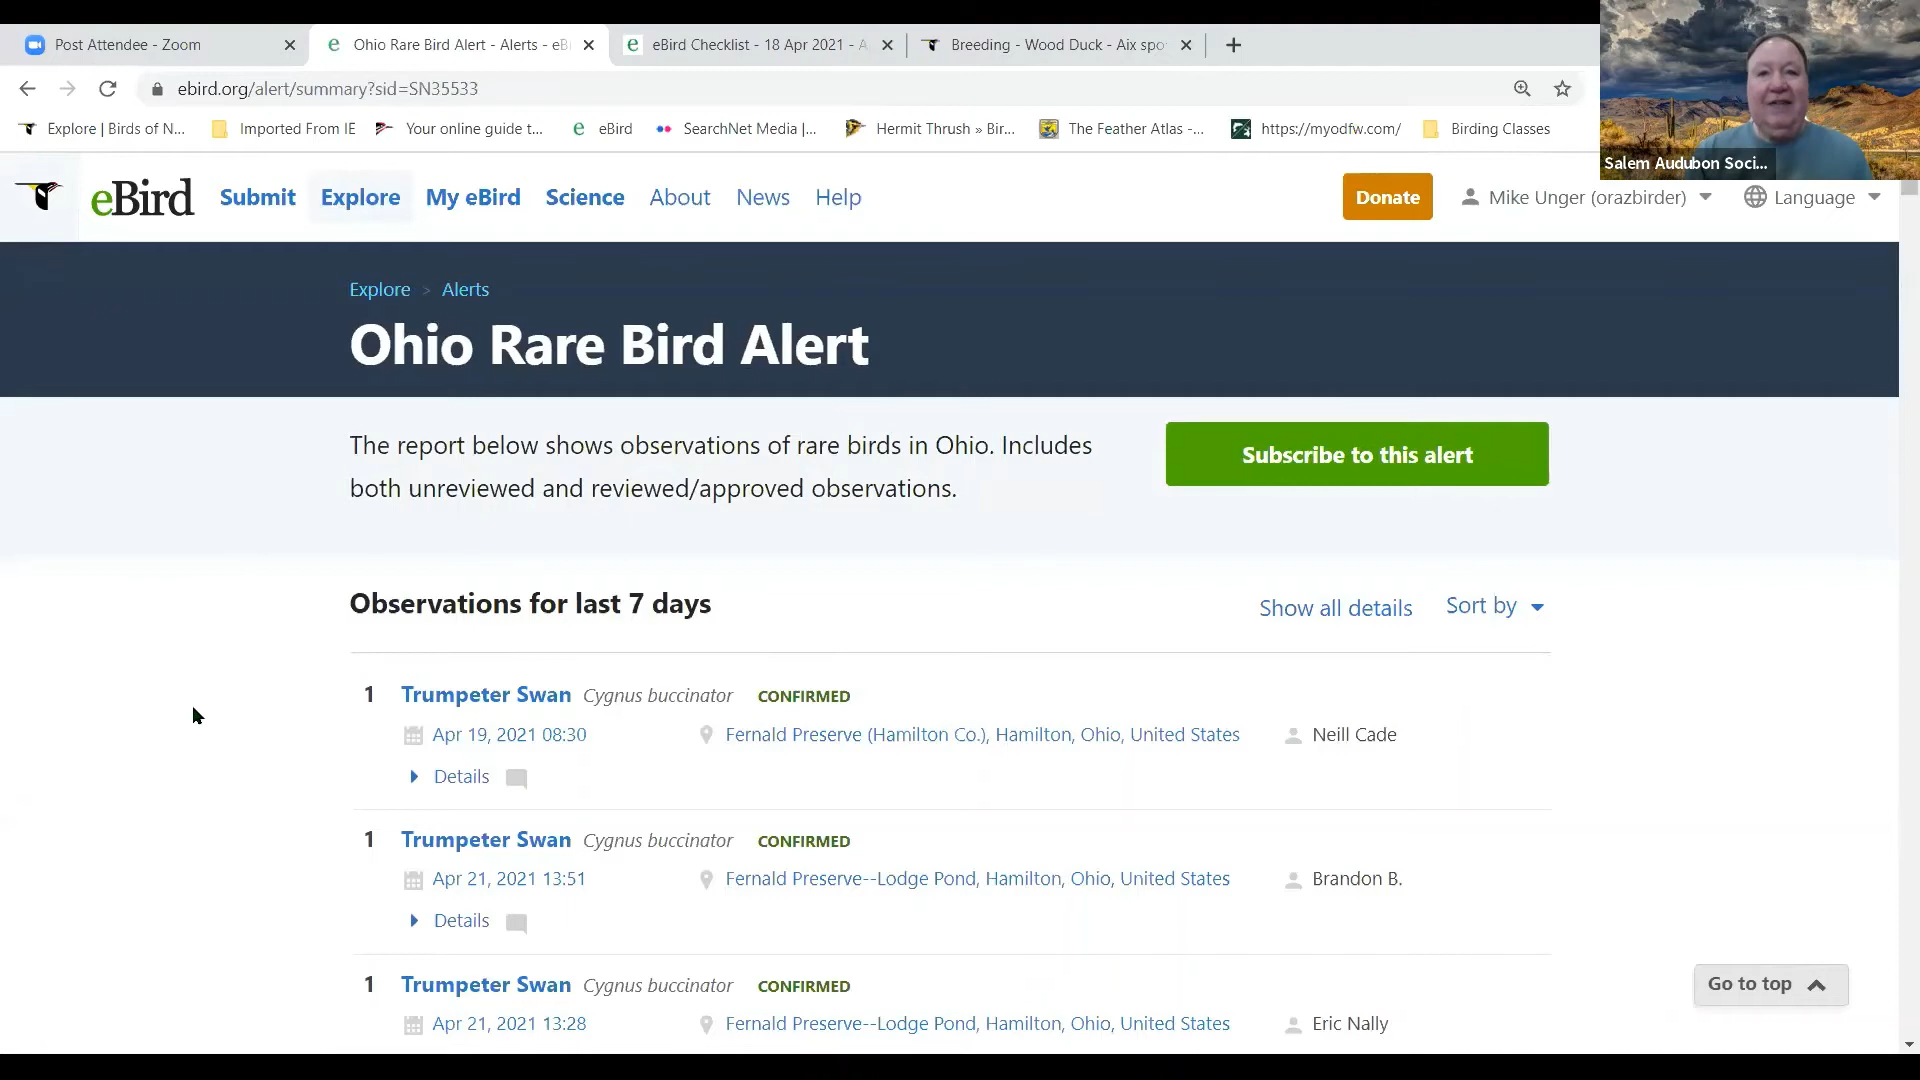 Post Attendee - Zoom
Ohio Rare Bird Alert - Alerts - eB
eBird Checklist - 18 Apr 2021 - A
Breeding - Wood Duck - Aix spo
ebird.org/alert/summary?sid=SN35533
Explore | Birds of N...
Imported From IE
Your online guide t...
eBird
SearchNet Media |...
Hermit Thrush » Bir...
The Feather Atlas -...
https://myodfw.com/
Birding Classes
Salem Audubon Soci...
eBird
Submit
Explore
My eBird
Science
About
News
Help
Donate
Mike Unger (orazbirder)
Language
Explore > Alerts
Ohio Rare Bird Alert
The report below shows observations of rare birds in Ohio. Includes
both unreviewed and reviewed/approved observations.
Subscribe to this alert
Observations for last 7 days
Show all details
Sort by
1 Trumpeter Swan Cygnus buccinator CONFIRMED
Apr 19, 2021 08:30 Fernald Preserve (Hamilton Co.), Hamilton, Ohio, United States Neill Cade
Details
1 Trumpeter Swan Cygnus buccinator CONFIRMED
Apr 21, 2021 13:51 Fernald Preserve--Lodge Pond, Hamilton, Ohio, United States Brandon B.
Details
1 Trumpeter Swan Cygnus buccinator CONFIRMED
Go to top
Apr 21, 2021 13:28 Fernald Preserve--Lodge Pond, Hamilton, Ohio, United States Eric Nally